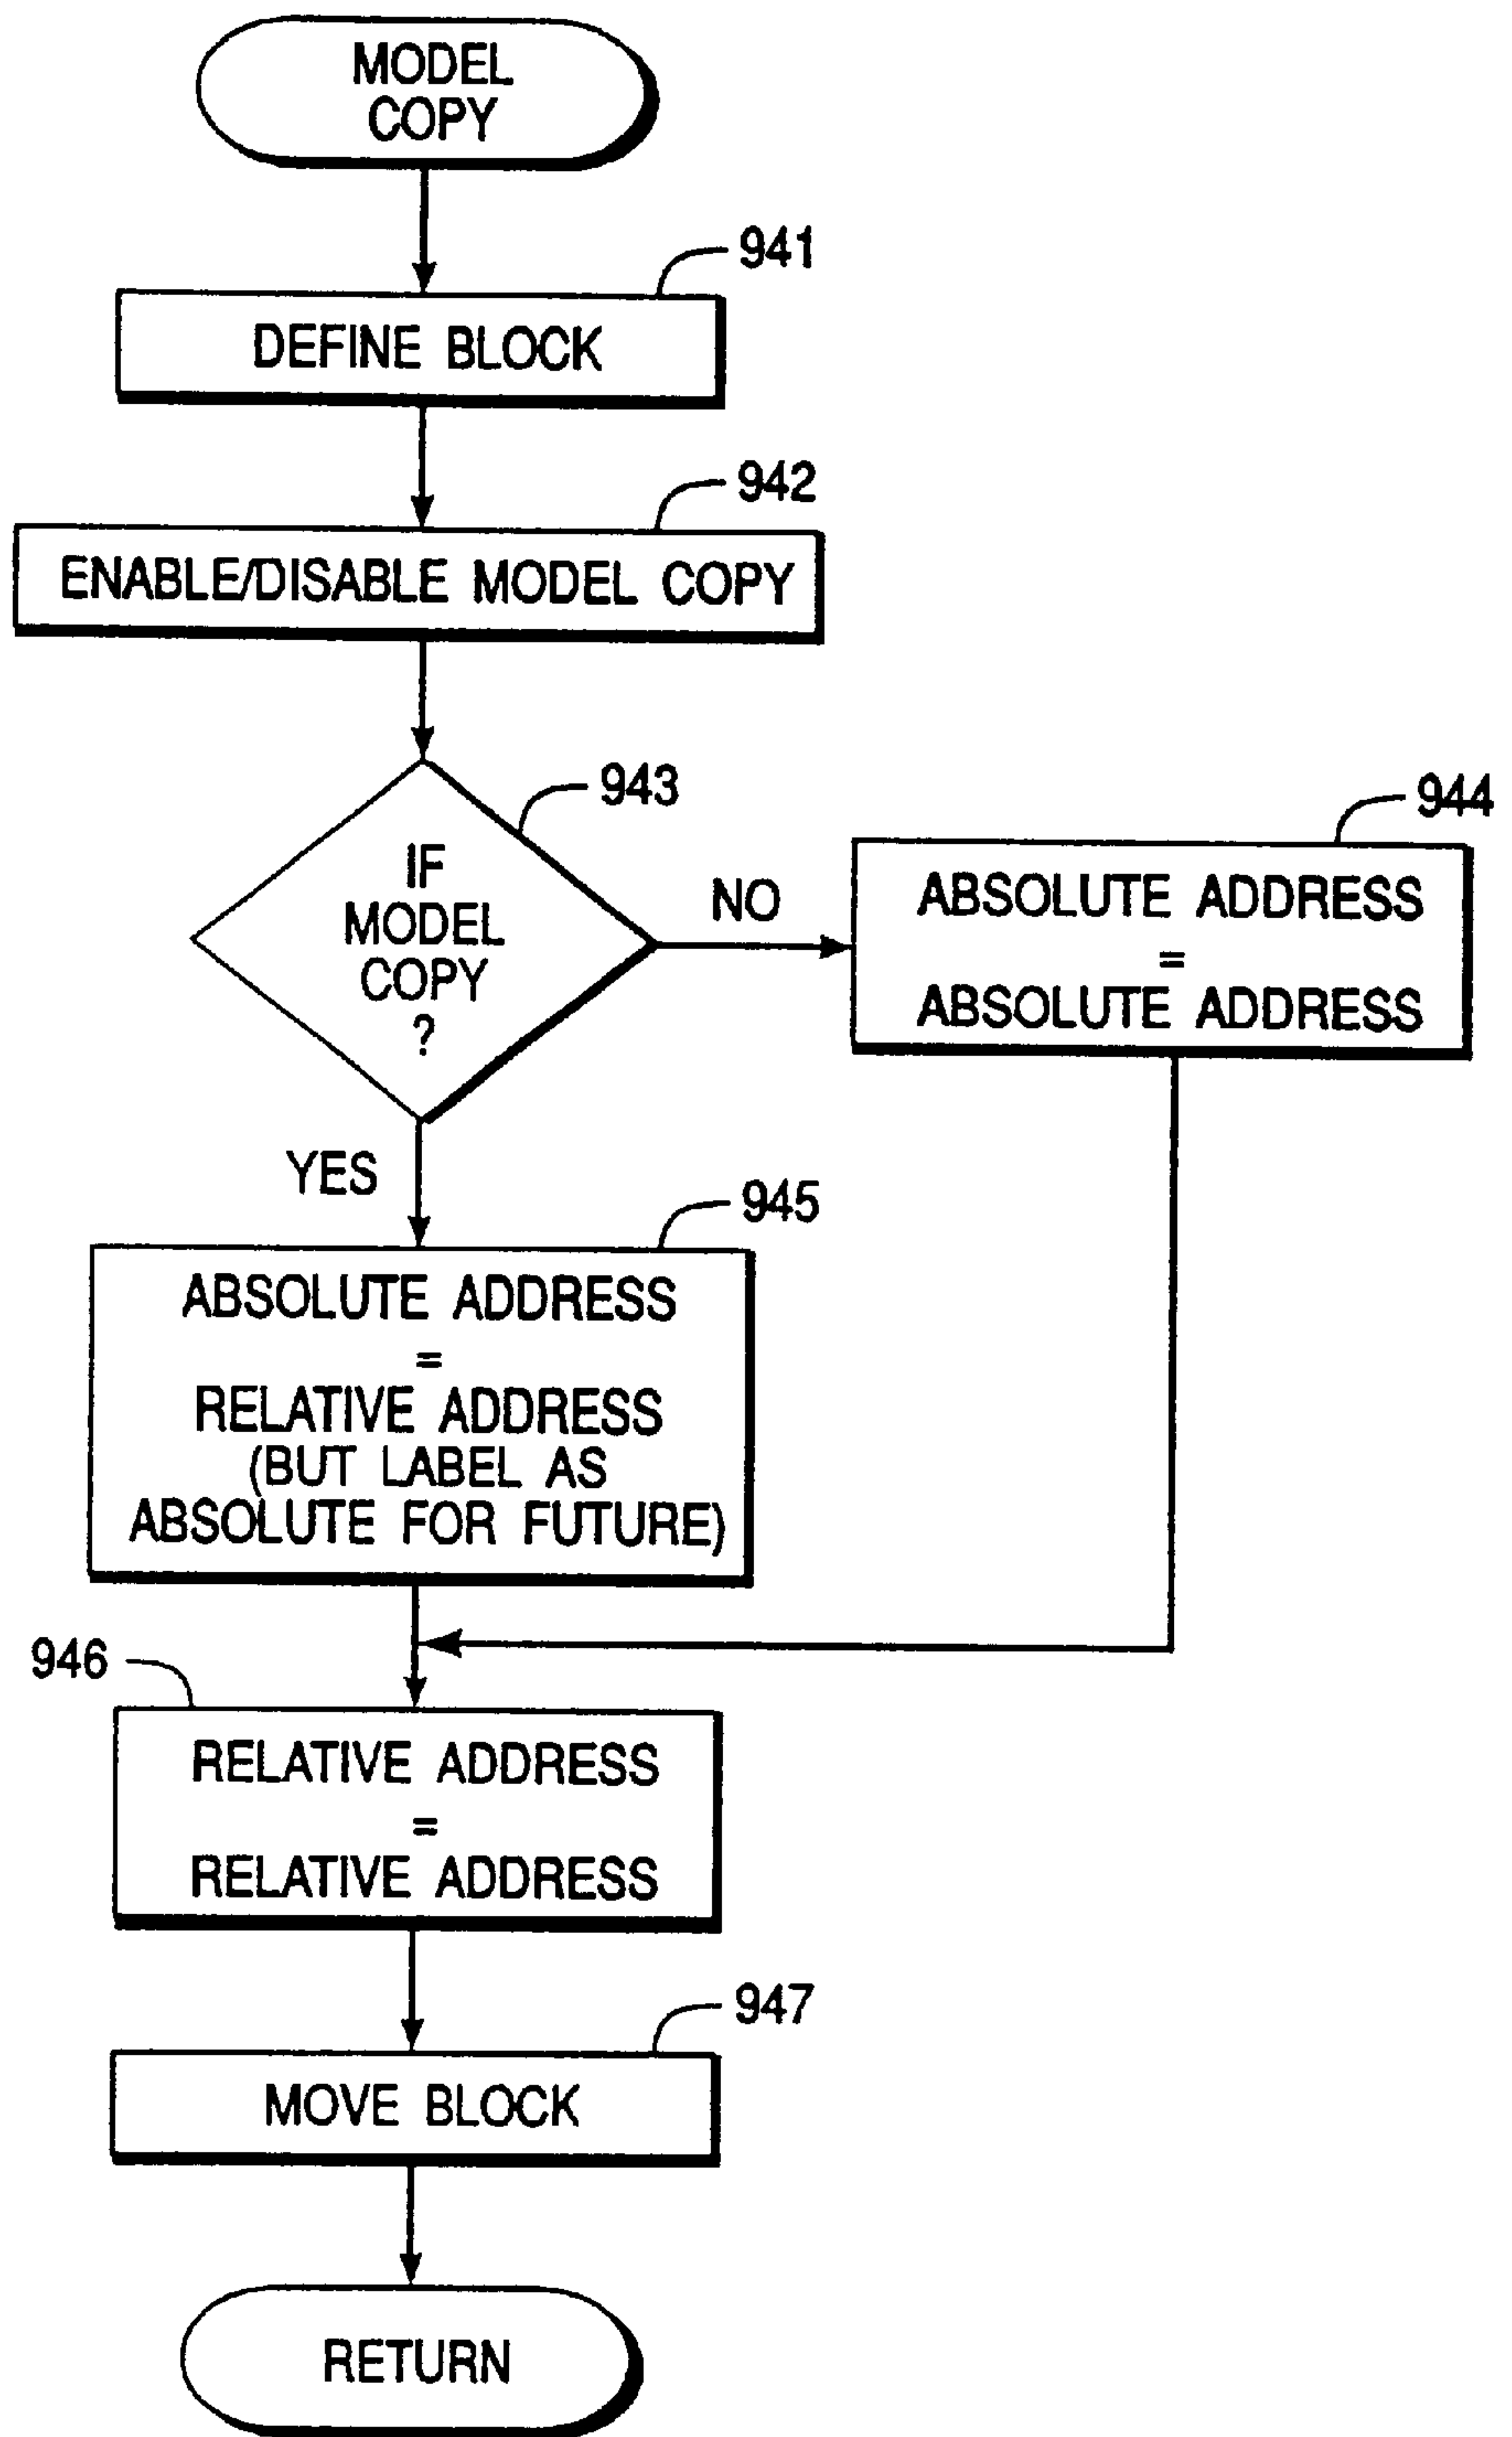 MODEL
COPY
941
DEFINE BLOCK
942
ENABLE/DISABLE MODEL COPY
943
IF
MODEL
COPY
?
NO
944
ABSOLUTE ADDRESS
=
ABSOLUTE ADDRESS
YES
945
ABSOLUTE ADDRESS
=
RELATIVE ADDRESS
(BUT LABEL AS
ABSOLUTE FOR FUTURE)
946
RELATIVE ADDRESS
=
RELATIVE ADDRESS
947
MOVE BLOCK
RETURN